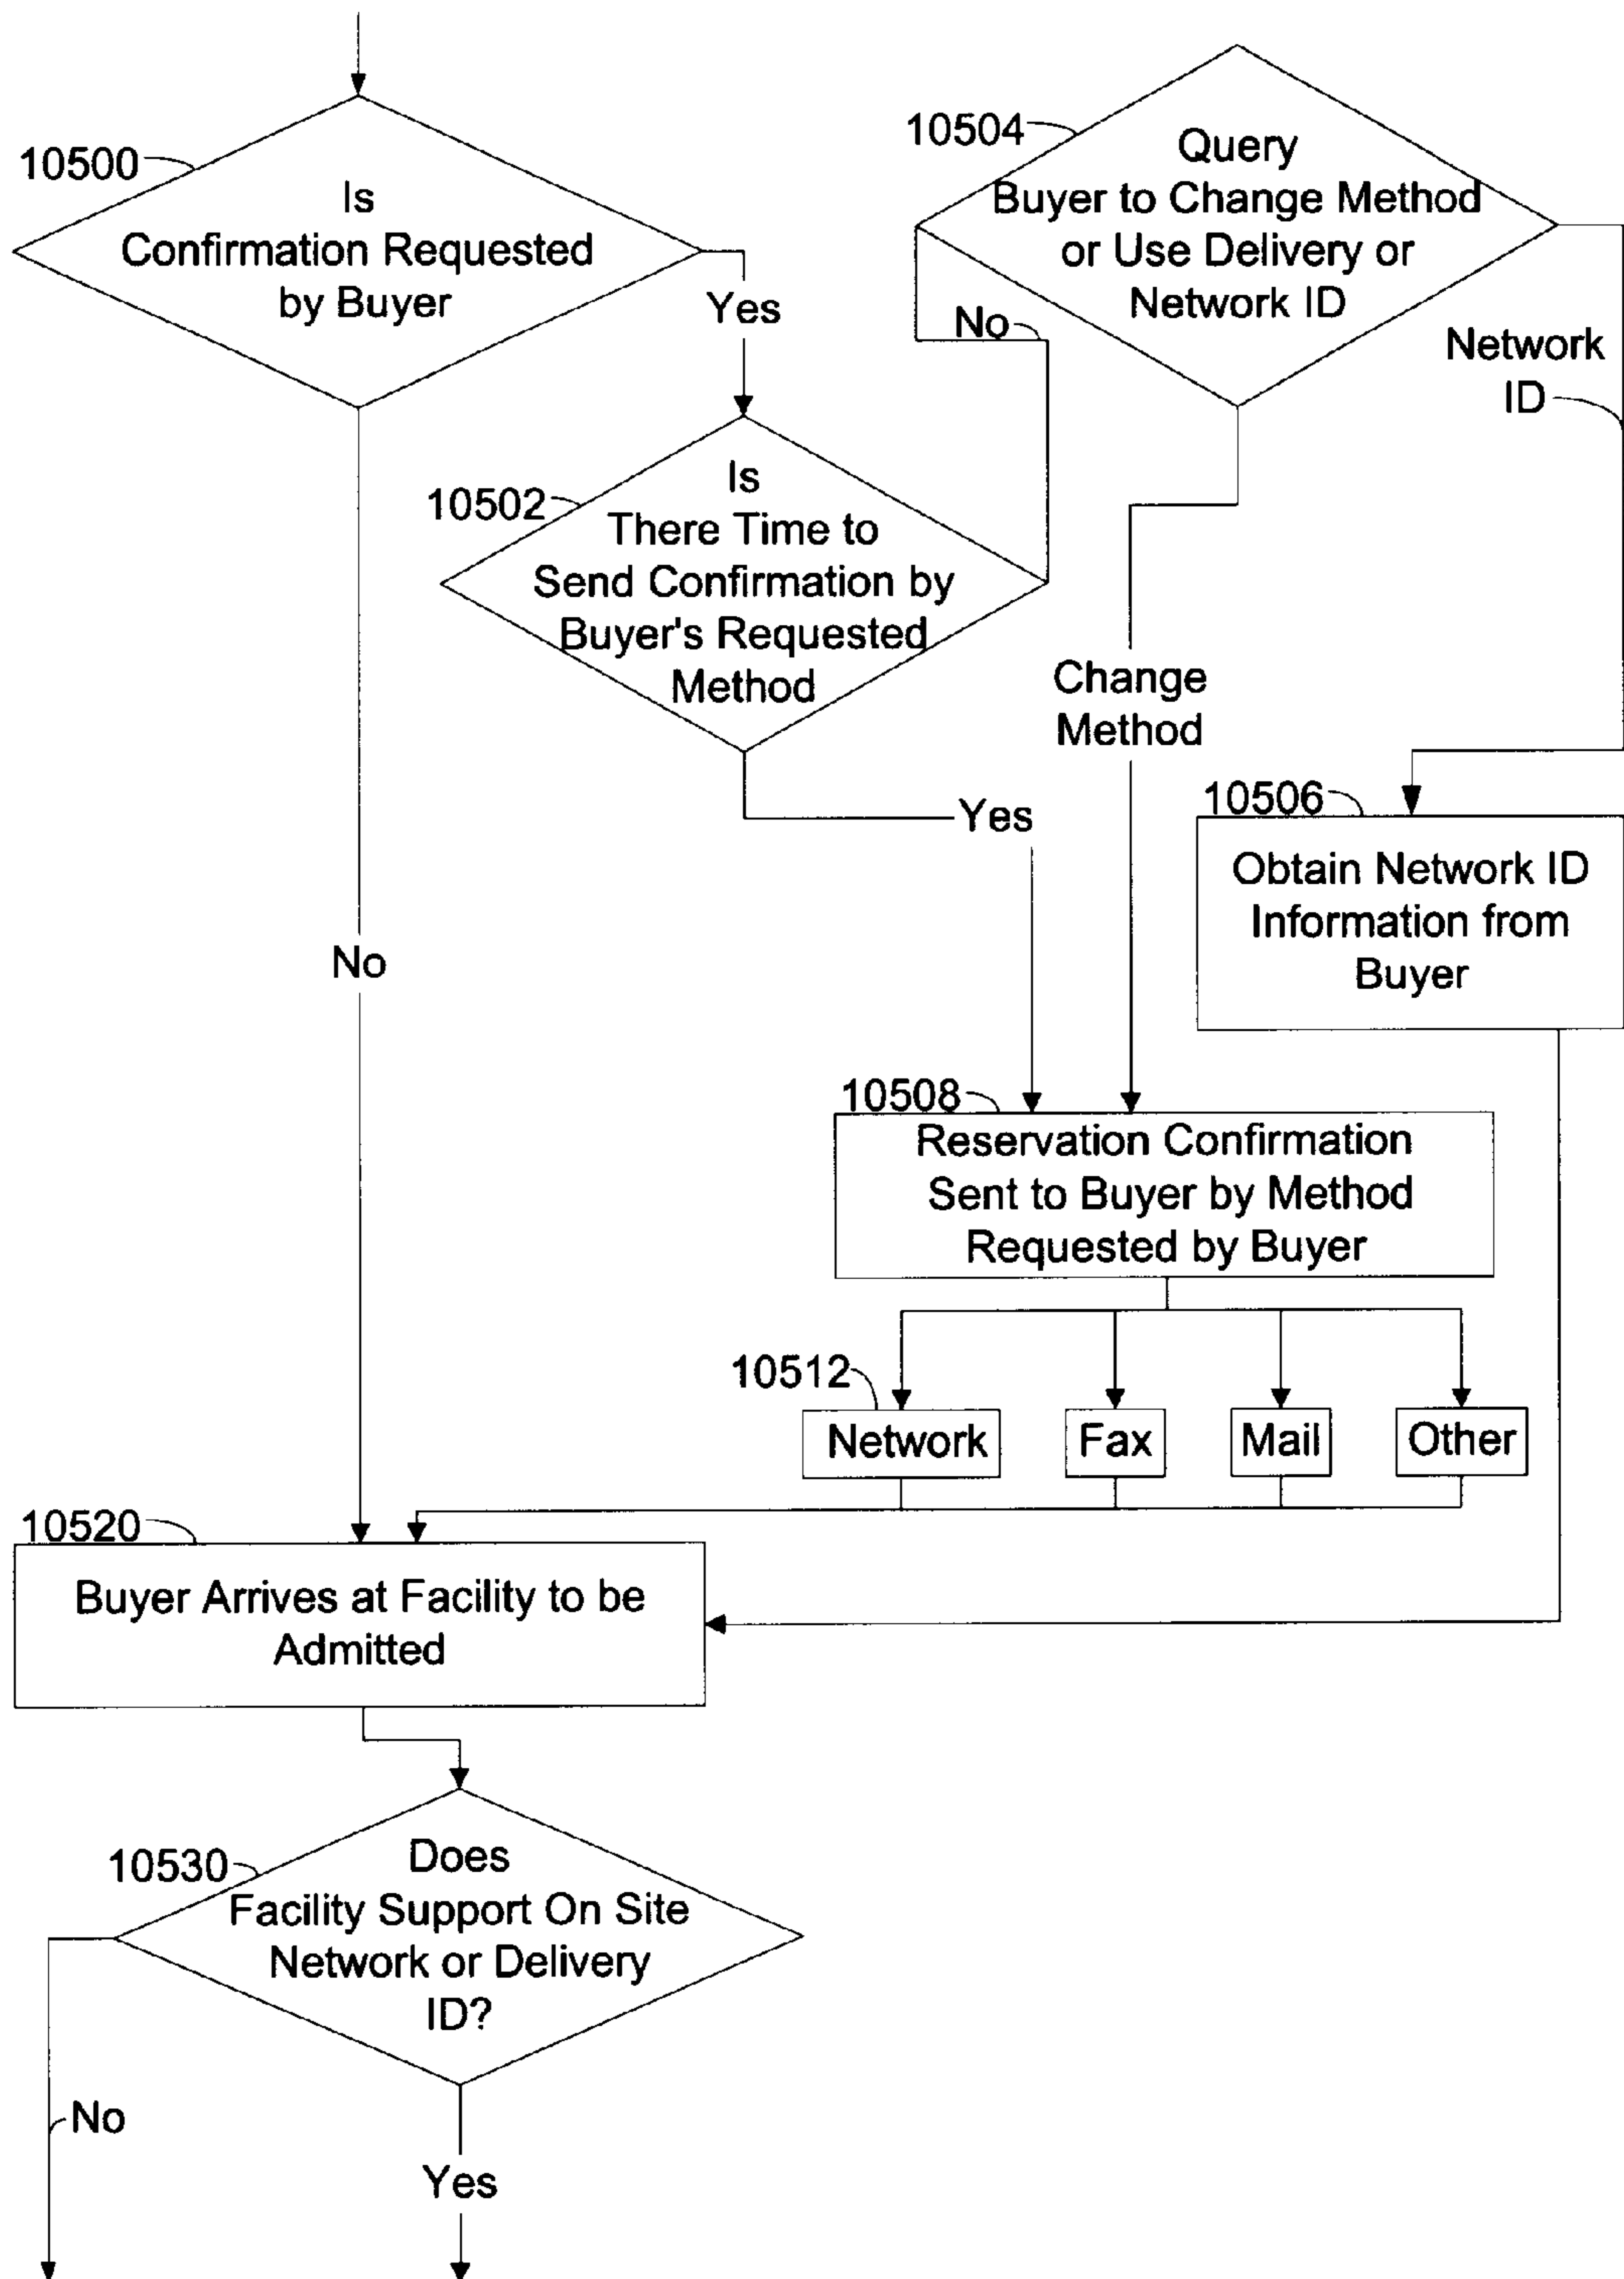 10500
Is
Confirmation Requested
by Buyer
Yes
10504
Query
Buyer to Change Method
or Use Delivery or
Network ID
No
Network
ID
10502
Is
There Time to
Send Confirmation by
Buyer's Requested
Method
Change
Method
Yes
10506
Obtain Network ID
Information from
Buyer
No
10508
Reservation Confirmation
Sent to Buyer by Method
Requested by Buyer
10512
Network
Fax
Mail
Other
10520
Buyer Arrives at Facility to be
Admitted
10530
Does
Facility Support On Site
Network or Delivery
ID?
No
Yes